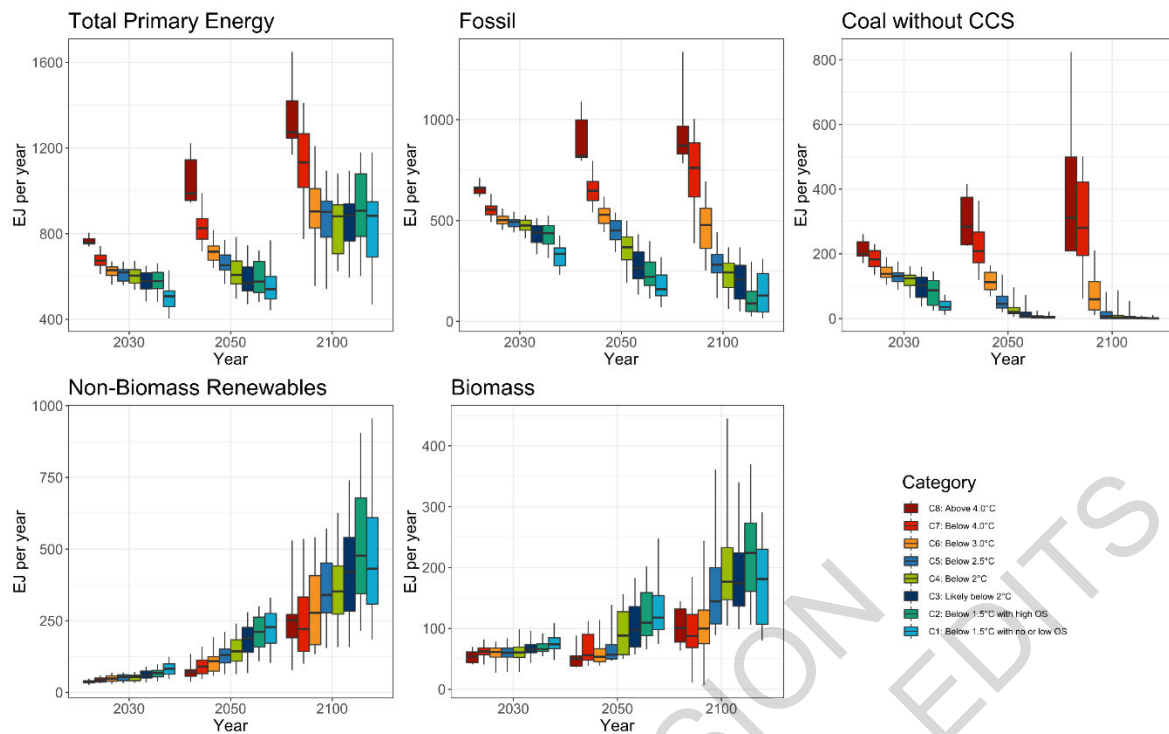 Total Primary Energy
1600
1200
800
400
EJ per year
2030 2050 2100
Year
Fossil
1000
500
0
EJ per year
2030 2050 2100
Year
Coal without CCS
800
600
400
200
0
EJ per year
2030 2050 2100
Year
Non-Biomass Renewables
1000
750
500
250
0
EJ per year
2030 2050 2100
Year
Biomass
400
300
200
100
0
EJ per year
2030 2050 2100
Year
Category
C8: Above 4.0°C
C7: Below 4.0°C
C6: Below 3.0°C
C5: Below 2.5°C
C4: Below 2°C
C3: Likely below 2°C
C2: Below 1.5°C with high OS
C1: Below 1.5°C with no or low OS
SION
EDITS